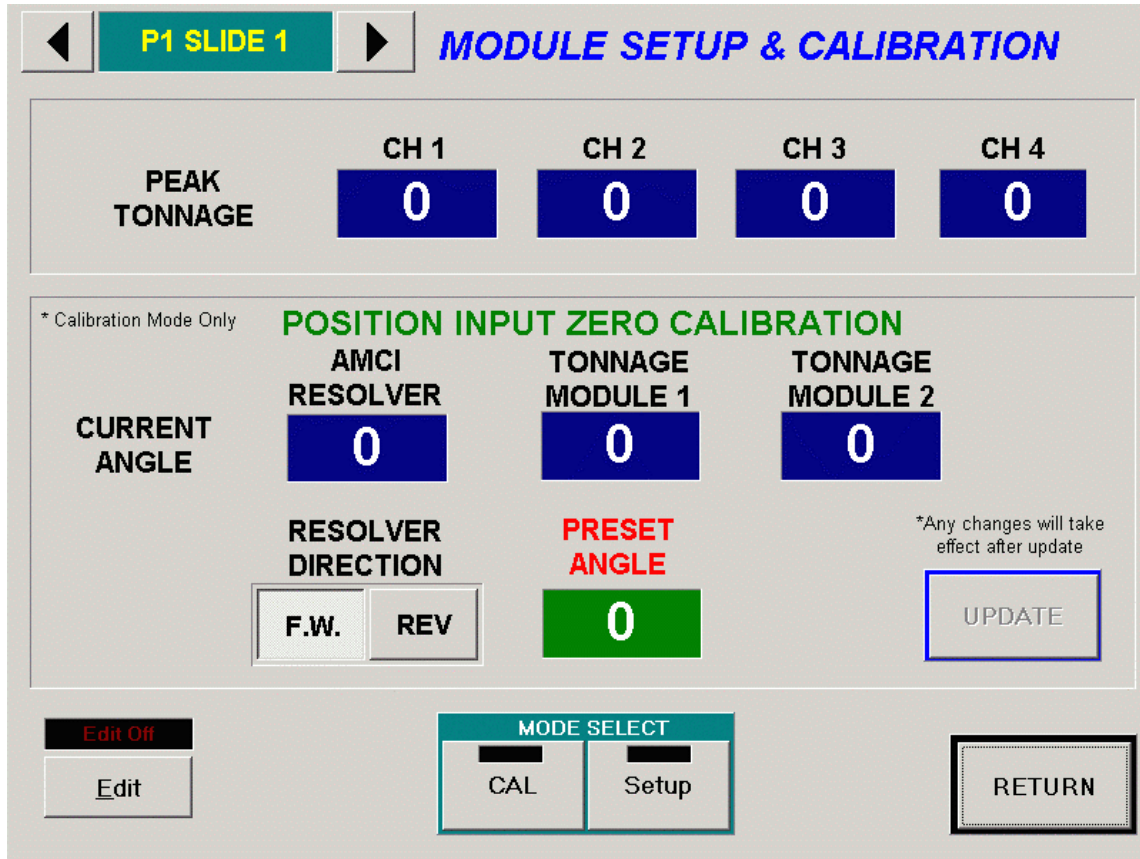 P1 SLIDE 1
MODULE SETUP & CALIBRATION
CH 1 CH 2 CH 3 CH 4
PEAK
TONNAGE
0 0 0 0
* Calibration Mode Only
POSITION INPUT ZERO CALIBRATION
AMCI
RESOLVER
TONNAGE
MODULE 1
TONNAGE
MODULE 2
CURRENT
ANGLE
0 0 0
RESOLVER
DIRECTION
F.W. REV
PRESET
ANGLE
0
*Any changes will take
effect after update
UPDATE
Edit Off
Edit
MODE SELECT
CAL Setup
RETURN